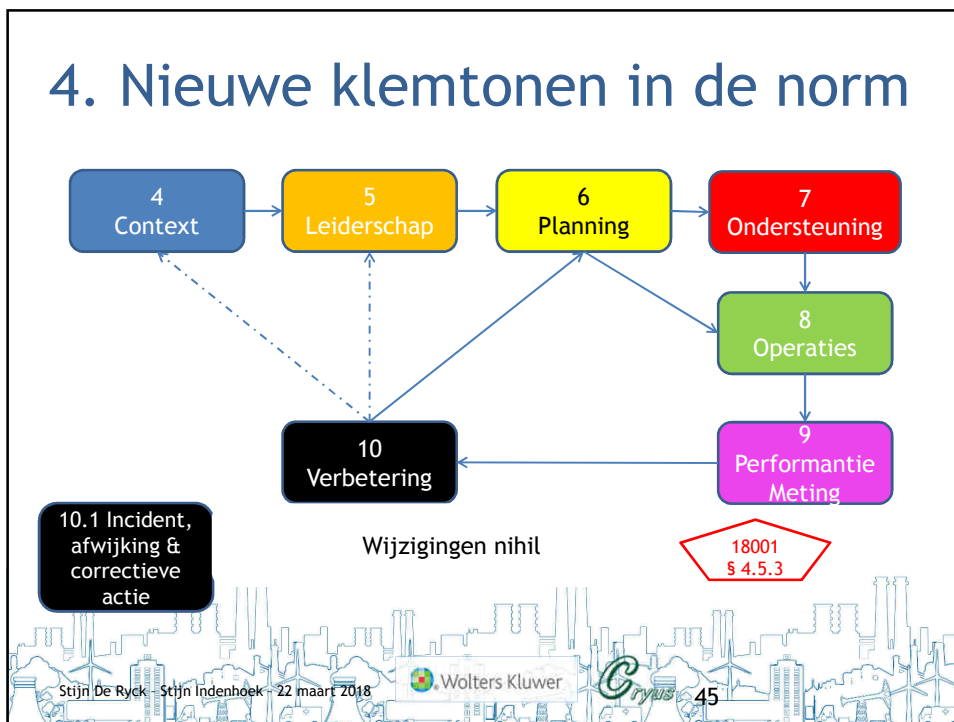 4. Nieuwe klemtonen in de norm
4
Context
5
Leiderschap
6
Planning
7
Ondersteuning
8
Operaties
9
Performantie
Meting
10
Verbetering
10.1 Incident,
afwijking &
correctieve
actie
Wijzigingen nihil
18001
§ 4.5.3
Stijn De Ryck – Stijn Indenhoek – 22 maart 2018
Wolters Kluwer
Cryus
45